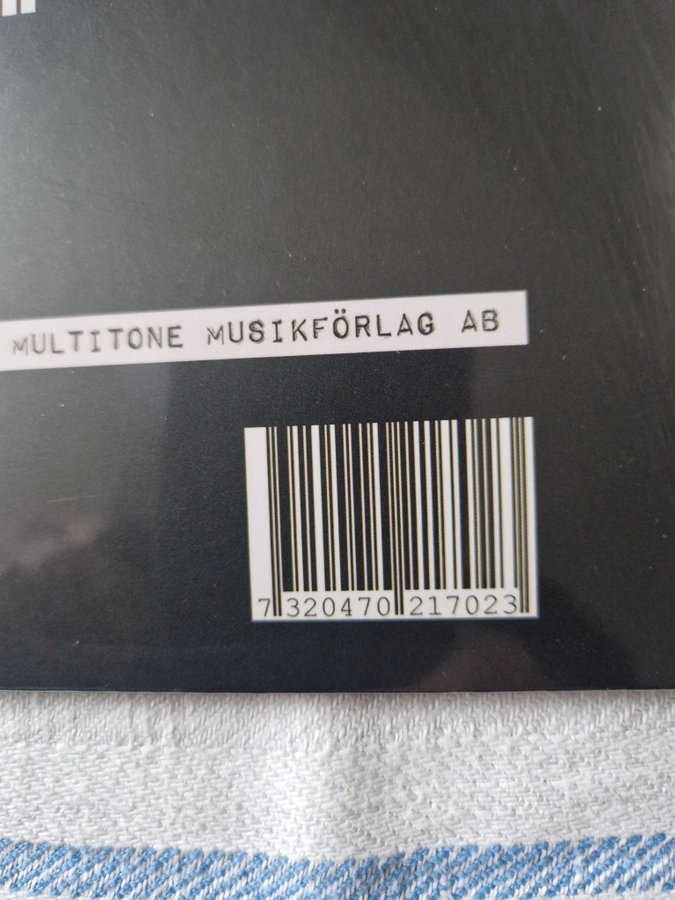 MULTITONE MUSIKFÖRLAG AB
7 320470 217023